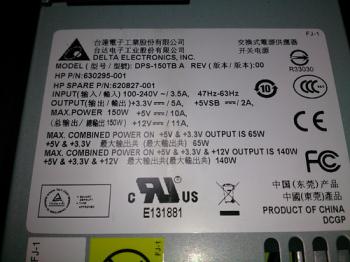 FJ-1
台達電子工業股份有限公司
台达电子工业股份有限公司
DELTA ELECTRONICS, INC.
交換式電源供應器
开关电源
R33030
MODEL (型號/型号): DPS-150TB A REV (版本/版本): 00
HP P/N:630295-001
HP SPARE P/N:620827-001
INPUT(輸入/输入) 100-240V~/ 3.5A, 47Hz-63Hz
OUTPUT(輸出/输出) ⎓ +3.3V ⎓ 5A, +5VSB ⎓ 2A,
MAX. POWER 150W +5V ⎓ 10A,
(总输出/總輸出 150W) +12V ⎓ 11A
MAX. COMBINED POWER ON +5V & +3.3V OUTPUT IS 65W
+5V & +3.3V 最大輸出(共) / 最大输出(共) 65W
MAX. COMBINED POWER ON +5V & +3.3V & +12V OUTPUT IS 140W
+5V & +3.3V & +12V 最大輸出(共) / 最大输出(共) 140W
10
N
CCC
c UL US
E131881
中国(东莞)产品
中國(東莞)產品
PRODUCT OF CHINA
DCGP
FJ-1